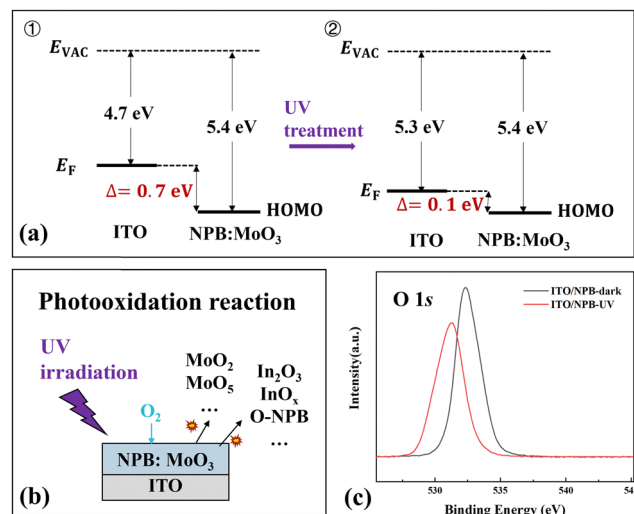 ① ②
E_VAC E_VAC
4.7 eV 5.4 eV
UV
treatment
5.3 eV 5.4 eV
E_F
Δ= 0.7 eV
HOMO
E_F
Δ= 0.1 eV
HOMO
(a) ITO NPB:MoO₃ ITO NPB:MoO₃
Photooxidation reaction
UV
irradiation
O₂
MoO₂
MoO₅
...
In₂O₃
InOₓ
O-NPB
...
NPB: MoO₃
ITO
(b)
O 1s
ITO/NPB-dark
ITO/NPB-UV
Intensity(a.u.)
530 535 540
Binding Energy (eV)
(c)